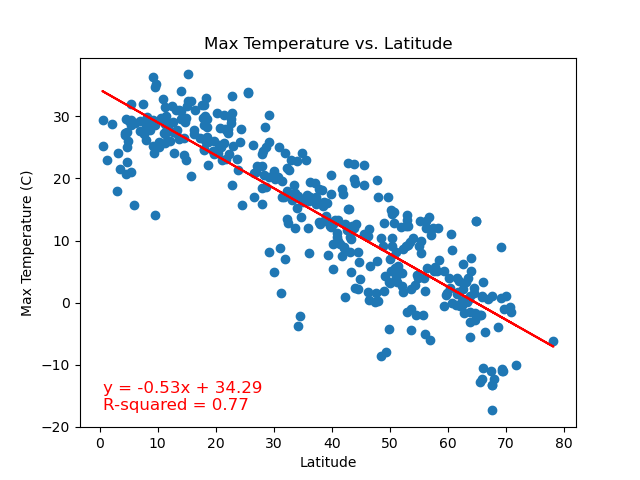 Max Temperature vs. Latitude
Max Temperature (C)
30
20
10
0
−10
−20
y = -0.53x + 34.29
R-squared = 0.77
0 10 20 30 40 50 60 70 80
Latitude